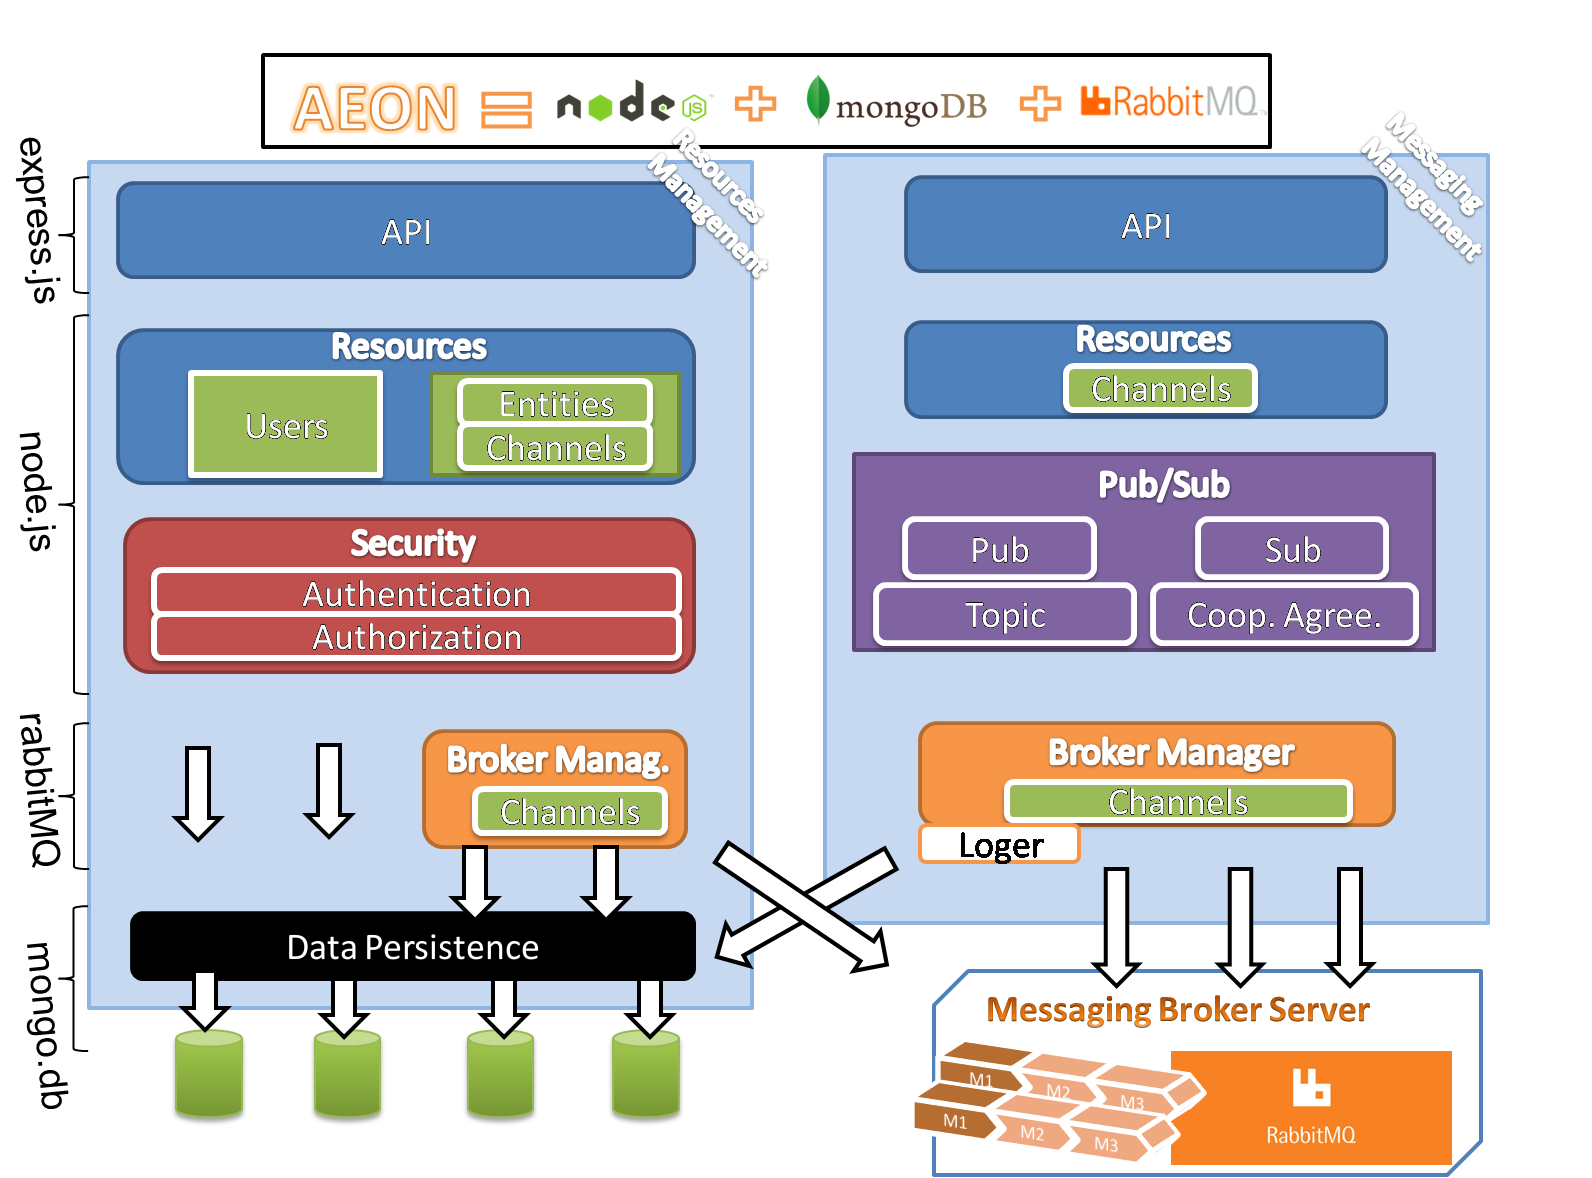 AEON = node JS + mongoDB + RabbitMQ
express.js
node.js
rabbitMQ
mongo.db
Resources
Management
API
Resources
Users
Entities
Channels
Security
Authentication
Authorization
Broker Manag.
Channels
Data Persistence
Messaging
Management
API
Resources
Channels
Pub/Sub
Pub
Sub
Topic
Coop. Agree.
Broker Manager
Channels
Loger
Messaging Broker Server
M1
M2
M3
M1
M2
M3
RabbitMQ